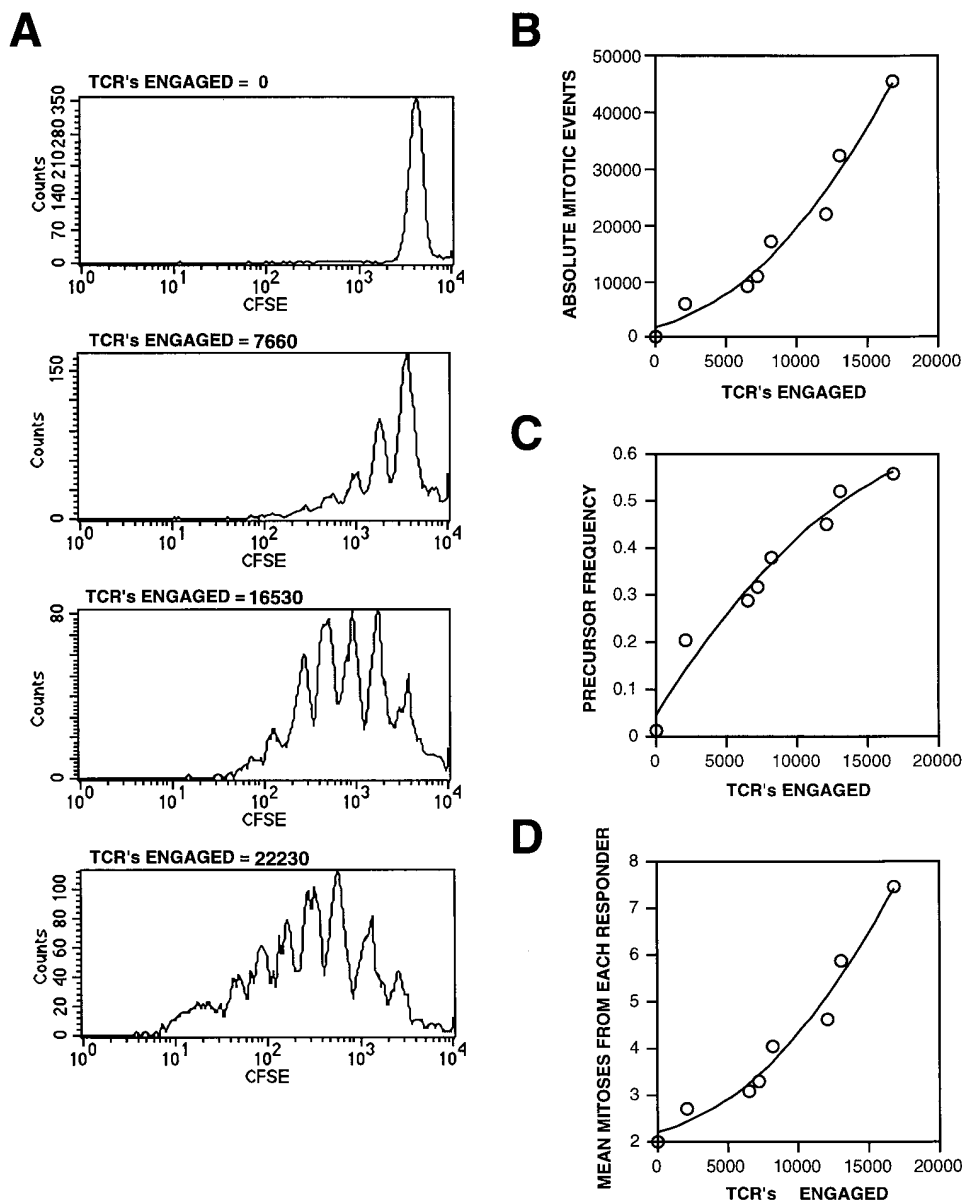 A
TCR's ENGAGED = 0
Counts
0 70 140 210 280 350
10^0 10^1 10^2 10^3 10^4
CFSE
TCR's ENGAGED = 7660
Counts
0 150
10^0 10^1 10^2 10^3 10^4
CFSE
TCR's ENGAGED = 16530
Counts
0 80
10^0 10^1 10^2 10^3 10^4
CFSE
TCR's ENGAGED = 22230
Counts
0 20 40 60 80 100
10^0 10^1 10^2 10^3 10^4
CFSE
B
ABSOLUTE MITOTIC EVENTS
50000
40000
30000
20000
10000
0
0 5000 10000 15000 20000
TCR's ENGAGED
C
PRECURSOR FREQUENCY
0.6
0.5
0.4
0.3
0.2
0.1
0
0 5000 10000 15000 20000
TCR's ENGAGED
D
MEAN MITOSES FROM EACH RESPONDER
8
7
6
5
4
3
2
0 5000 10000 15000 20000
TCR's ENGAGED